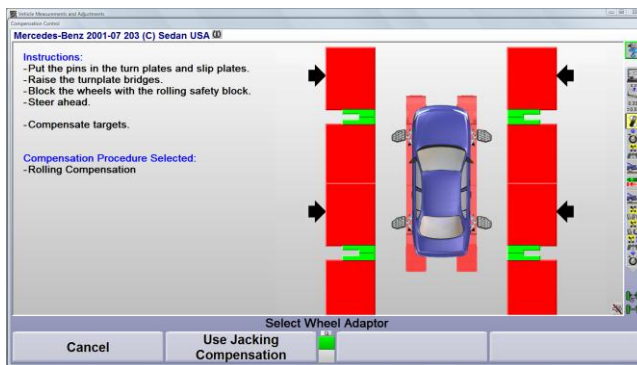 Vehicle Measurements and Adjustments
Compensation Control
Mercedes-Benz 2001-07 203 (C) Sedan USA
Instructions:
-Put the pins in the turn plates and slip plates.
-Raise the turnplate bridges.
-Block the wheels with the rolling safety block.
-Steer ahead.
-Compensate targets.
Compensation Procedure Selected:
-Rolling Compensation
Select Wheel Adaptor
Cancel
Use Jacking
Compensation